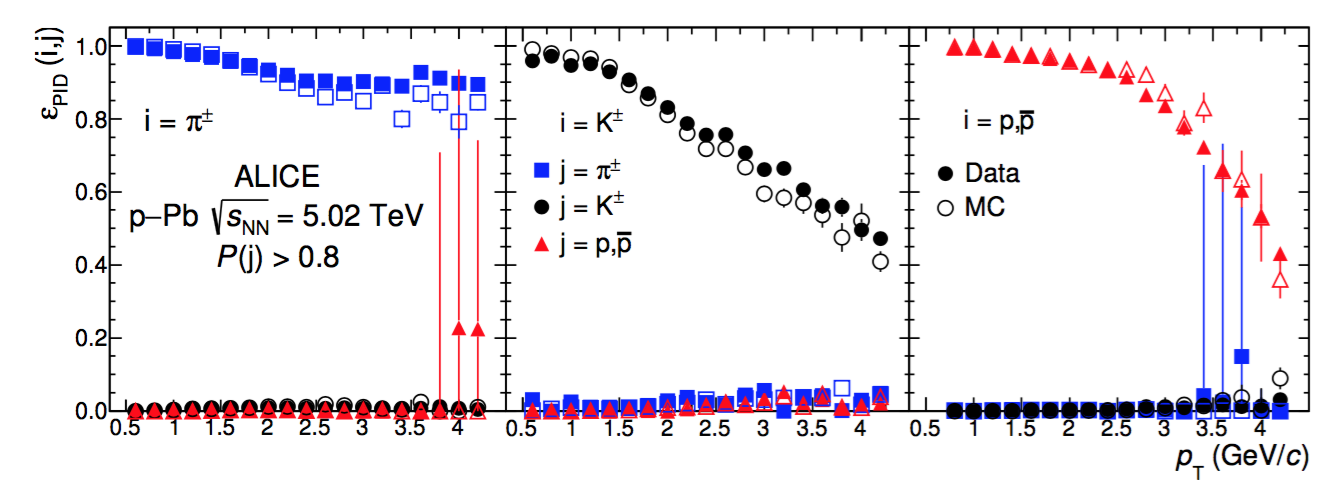 ε_PID (i,j)
1.0
0.8
0.6
0.4
0.2
0.0
i = π±
ALICE
p–Pb √s_NN = 5.02 TeV
P(j) > 0.8
0.5 1 1.5 2 2.5 3 3.5 4
i = K±
j = π±
j = K±
j = p,p̅
0.5 1 1.5 2 2.5 3 3.5 4
i = p,p̅
Data
MC
0.5 1 1.5 2 2.5 3 3.5 4
p_T (GeV/c)